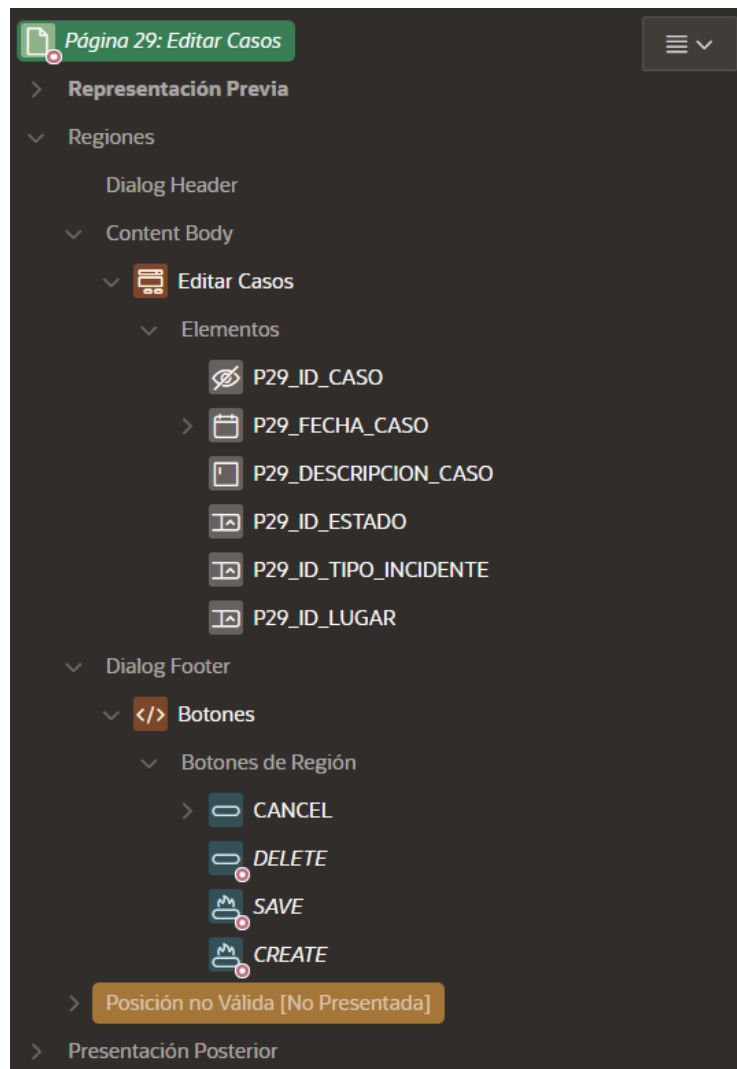 Página 29: Editar Casos
Representación Previa
Regiones
Dialog Header
Content Body
Editar Casos
Elementos
P29_ID_CASO
P29_FECHA_CASO
P29_DESCRIPCION_CASO
P29_ID_ESTADO
P29_ID_TIPO_INCIDENTE
P29_ID_LUGAR
Dialog Footer
Botones
Botones de Región
CANCEL
DELETE
SAVE
CREATE
Posición no Válida [No Presentada]
Presentación Posterior